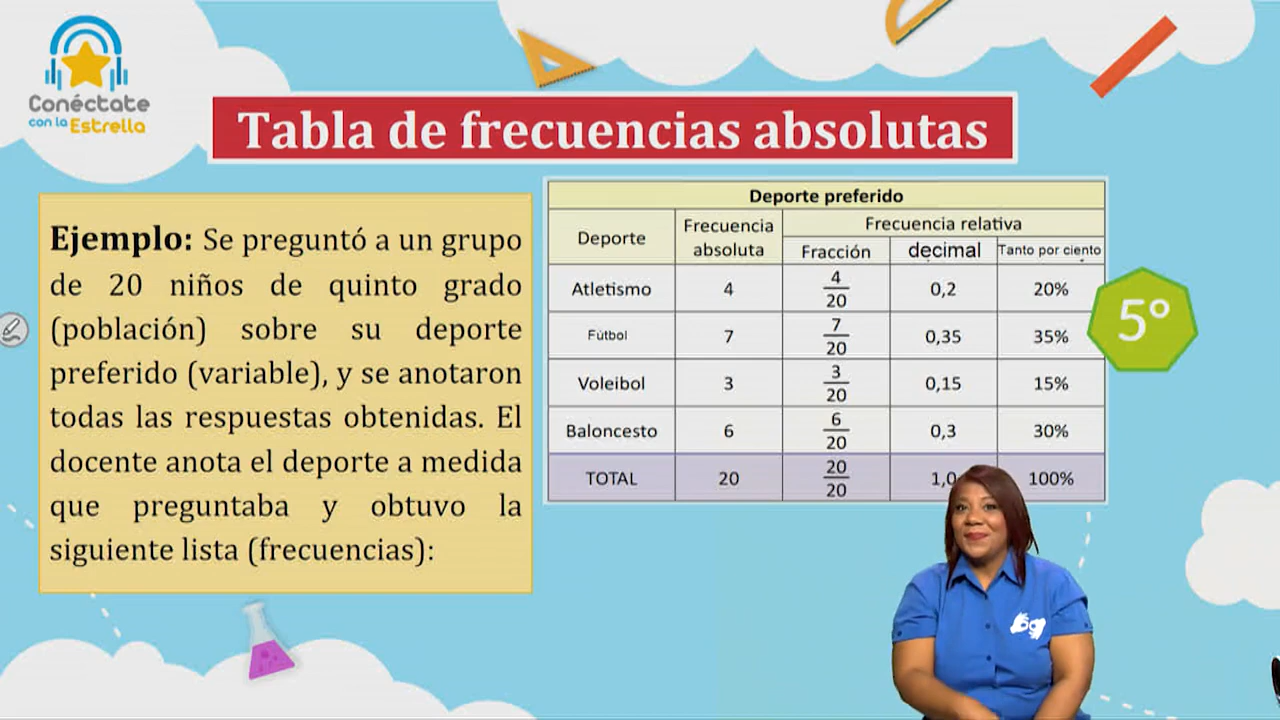 Conéctate
con la Estrella
Tabla de frecuencias absolutas
Ejemplo: Se preguntó a un grupo
de 20 niños de quinto grado
(población) sobre su deporte
preferido (variable), y se anotaron
todas las respuestas obtenidas. El
docente anota el deporte a medida
que preguntaba y obtuvo la
siguiente lista (frecuencias):
Deporte preferido
Deporte Frecuencia absoluta Frecuencia relativa
Fracción decimal Tanto por ciento
Atletismo 4 4/20 0,2 20%
Fútbol 7 7/20 0,35 35%
Voleibol 3 3/20 0,15 15%
Baloncesto 6 6/20 0,3 30%
TOTAL 20 20/20 1,0 100%
5º